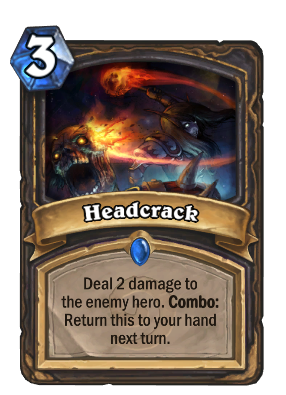 3
Headcrack
Deal 2 damage to
the enemy hero. Combo:
Return this to your hand
next turn.